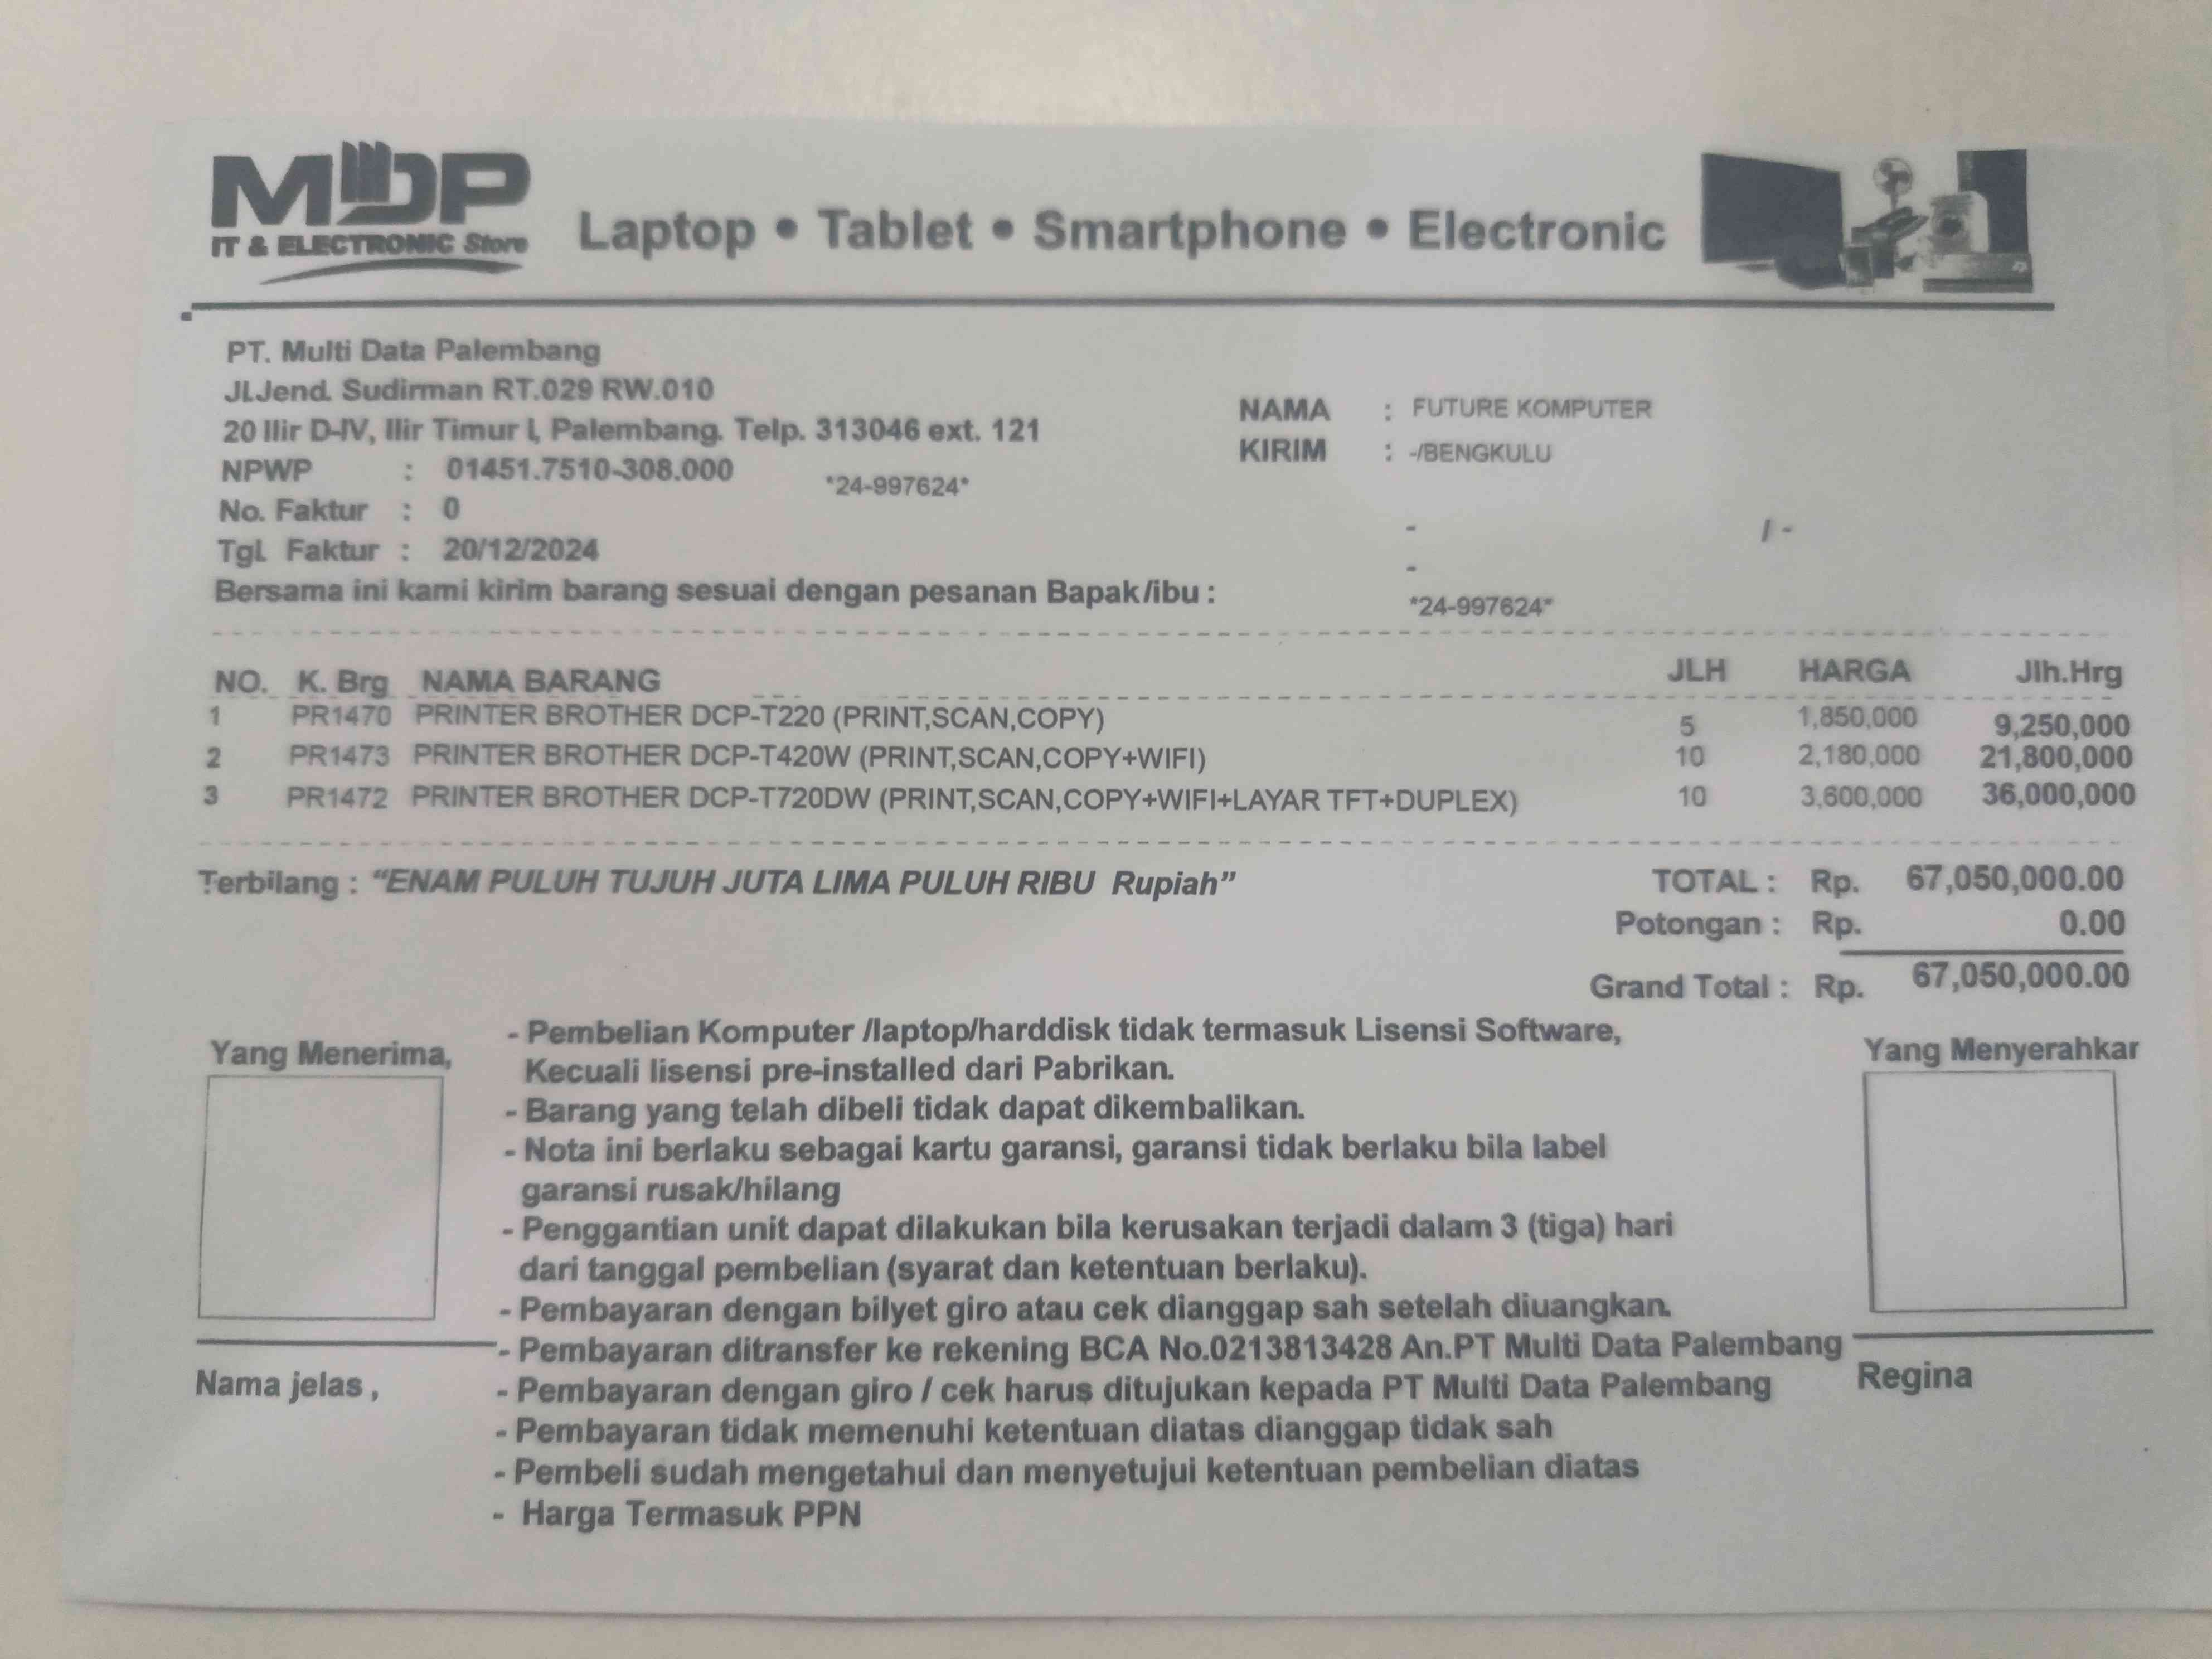 MDP
IT & ELECTRONIC Store
Laptop • Tablet • Smartphone • Electronic
PT. Multi Data Palembang
Jl.Jend. Sudirman RT.029 RW.010
20 Ilir D-IV, Ilir Timur I, Palembang. Telp. 313046 ext. 121
NPWP : 01451.7510-308.000
*24-997624*
No. Faktur : 0
Tgl. Faktur : 20/12/2024
Bersama ini kami kirim barang sesuai dengan pesanan Bapak/ibu :
NAMA : FUTURE KOMPUTER
KIRIM : -/BENGKULU
- / -
-
*24-997624*
NO. K. Brg NAMA BARANG JLH HARGA Jlh.Hrg
1 PR1470 PRINTER BROTHER DCP-T220 (PRINT,SCAN,COPY) 5 1,850,000 9,250,000
2 PR1473 PRINTER BROTHER DCP-T420W (PRINT,SCAN,COPY+WIFI) 10 2,180,000 21,800,000
3 PR1472 PRINTER BROTHER DCP-T720DW (PRINT,SCAN,COPY+WIFI+LAYAR TFT+DUPLEX) 10 3,600,000 36,000,000
Terbilang : “ENAM PULUH TUJUH JUTA LIMA PULUH RIBU Rupiah”
TOTAL : Rp. 67,050,000.00
Potongan : Rp. 0.00
Grand Total : Rp. 67,050,000.00
Yang Menerima,
Nama jelas ,
- Pembelian Komputer /laptop/harddisk tidak termasuk Lisensi Software,
Kecuali lisensi pre-installed dari Pabrikan.
- Barang yang telah dibeli tidak dapat dikembalikan.
- Nota ini berlaku sebagai kartu garansi, garansi tidak berlaku bila label
garansi rusak/hilang
- Penggantian unit dapat dilakukan bila kerusakan terjadi dalam 3 (tiga) hari
dari tanggal pembelian (syarat dan ketentuan berlaku).
- Pembayaran dengan bilyet giro atau cek dianggap sah setelah diuangkan.
- Pembayaran ditransfer ke rekening BCA No.0213813428 An.PT Multi Data Palembang
- Pembayaran dengan giro / cek harus ditujukan kepada PT Multi Data Palembang
- Pembayaran tidak memenuhi ketentuan diatas dianggap tidak sah
- Pembeli sudah mengetahui dan menyetujui ketentuan pembelian diatas
- Harga Termasuk PPN
Yang Menyerahkar
Regina